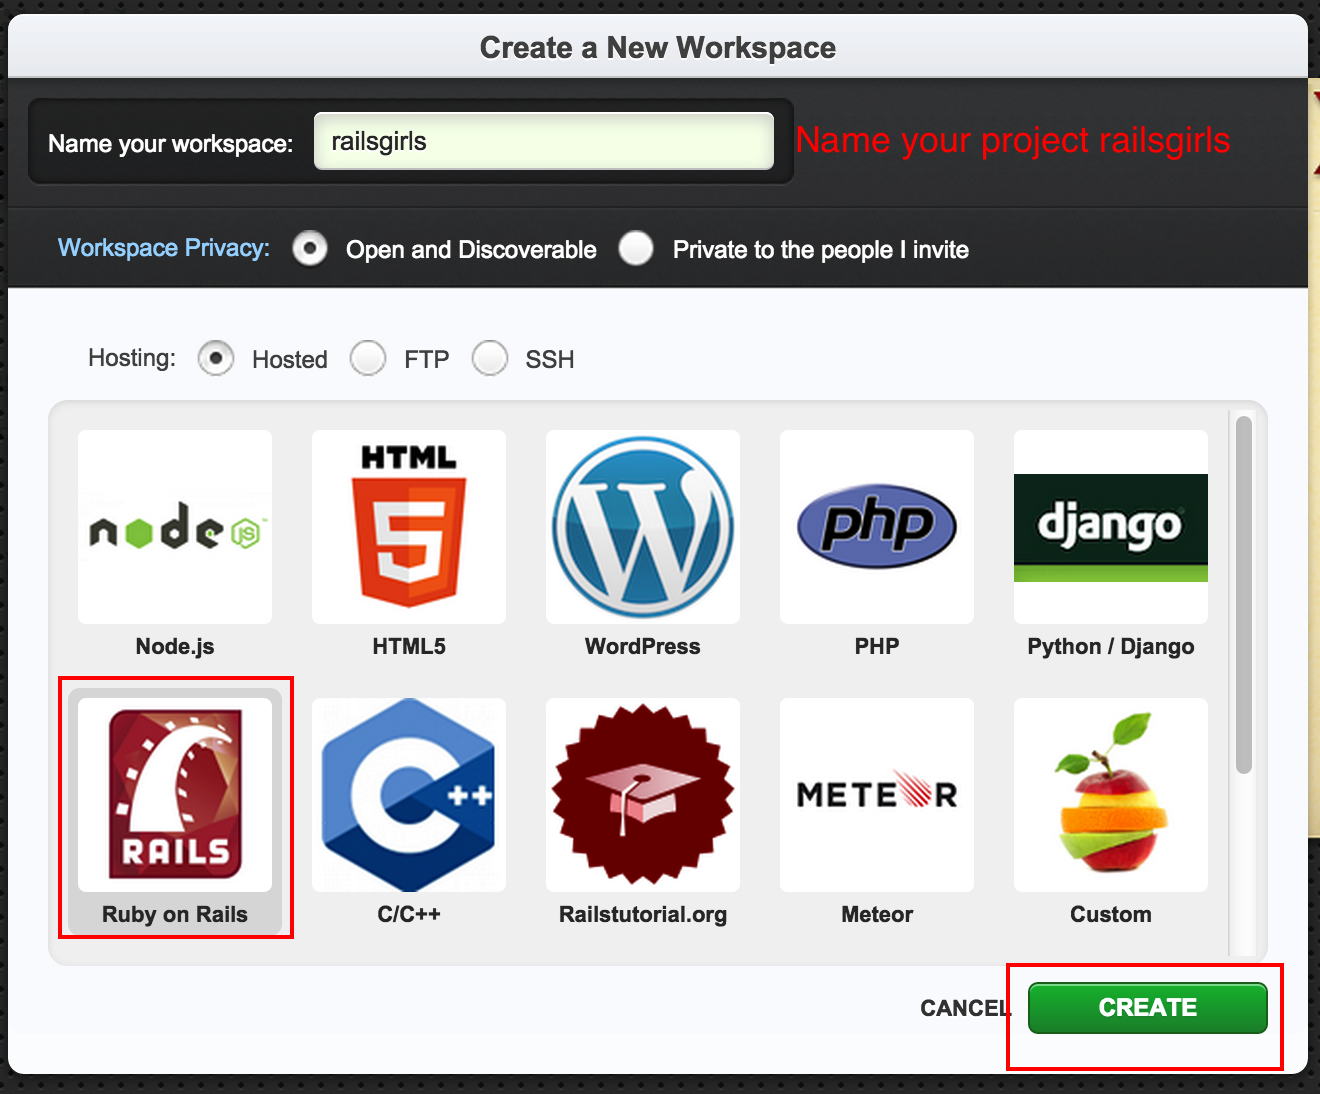 Create a New Workspace
Name your workspace: railsgirls Name your project railsgirls
Workspace Privacy: Open and Discoverable Private to the people I invite
Hosting: Hosted FTP SSH
HTML
node JS 5 W php django
Node.js HTML5 WordPress PHP Python / Django
RAILS C++ METEOR
Ruby on Rails C/C++ Railstutorial.org Meteor Custom
CANCEL CREATE